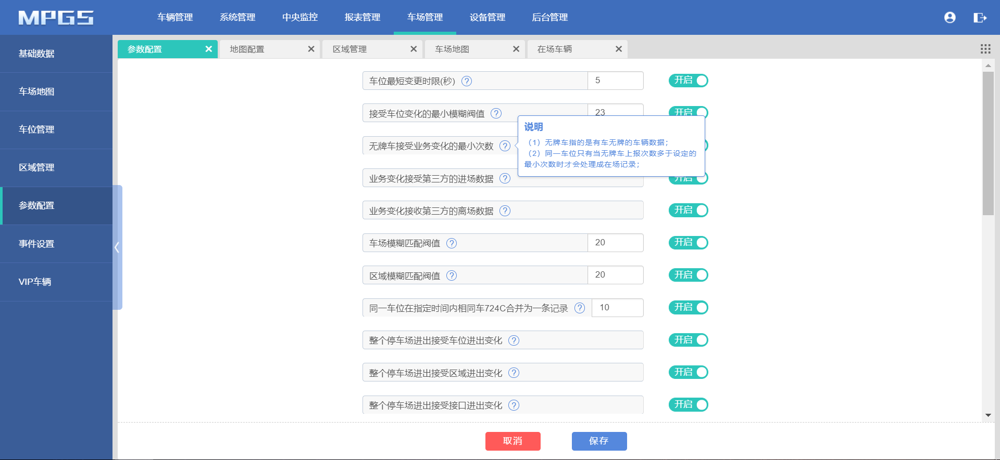 MPGS
车辆管理 系统管理 中央监控 报表管理 车场管理 设备管理 后台管理
参数配置 地图配置 区域管理 车场地图 在场车辆
基础数据
车场地图
车位管理
区域管理
参数配置
事件设置
VIP车辆
车位最短变更时限(秒) ? 5 开启
接受车位变化的最小模糊阀值 ? 23 开启
无牌车接受业务变化的最小次数 ?
说明
（1）无牌车指的是有车无牌的车辆数据；
（2）同一车位只有当无牌车上报次数多于设定的
最小次数时才会处理成在场记录；
业务变化接受第三方的进场数据 ? 开启
业务变化接收第三方的离场数据 ? 开启
车场模糊匹配阀值 ? 20 开启
区域模糊匹配阀值 ? 20 开启
同一车位在指定时间内相同车724C合并为一条记录 ? 10 开启
整个停车场进出接受车位进出变化 ? 开启
整个停车场进出接受区域进出变化 ? 开启
整个停车场进出接受接口进出变化 ? 开启
取消 保存